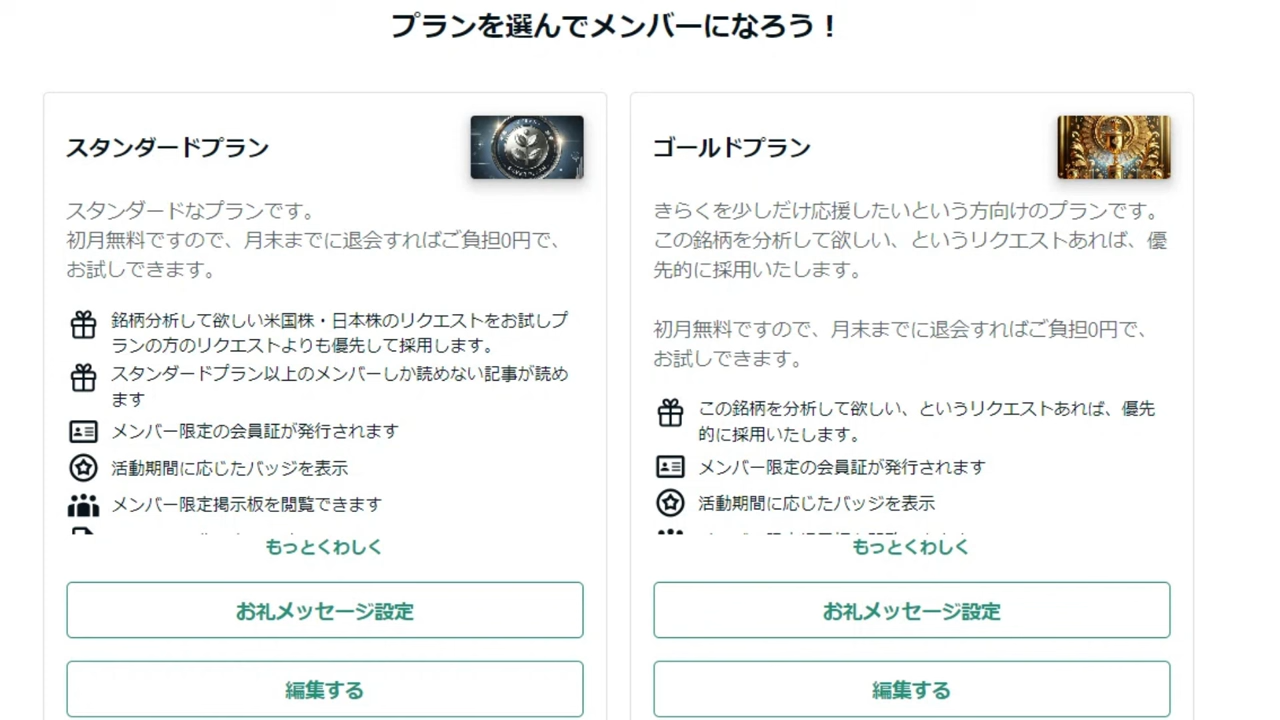 プランを選んでメンバーになろう！
スタンダードプラン
スタンダードなプランです。
初月無料ですので、月末までに退会すればご負担0円で、
お試しできます。
銘柄分析して欲しい米国株・日本株のリクエストをお試しプ
ランの方のリクエストよりも優先して採用します。
スタンダードプラン以上のメンバーしか読めない記事が読め
ます
メンバー限定の会員証が発行されます
活動期間に応じたバッジを表示
メンバー限定掲示板を閲覧できます
もっとくわしく
お礼メッセージ設定
編集する
ゴールドプラン
きらくを少しだけ応援したいという方向けのプランです。
この銘柄を分析して欲しい、というリクエストあれば、優
先的に採用いたします。
初月無料ですので、月末までに退会すればご負担0円で、
お試しできます。
この銘柄を分析して欲しい、というリクエストあれば、優先
的に採用いたします。
メンバー限定の会員証が発行されます
活動期間に応じたバッジを表示
もっとくわしく
お礼メッセージ設定
編集する